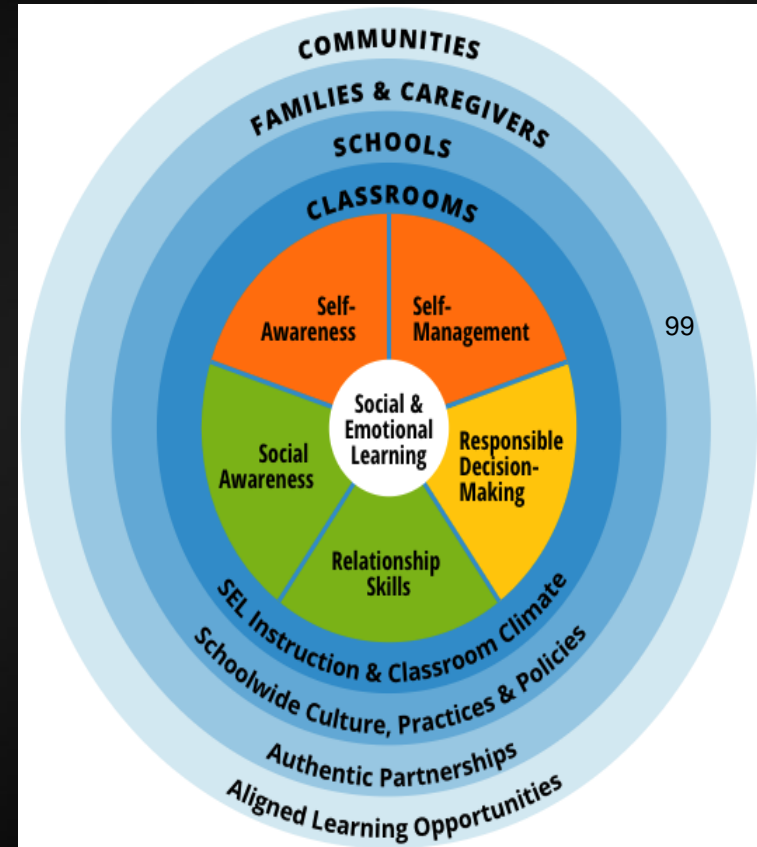 COMMUNITIES
FAMILIES & CAREGIVERS
SCHOOLS
CLASSROOMS
Self-
Awareness
Self-
Management
99
Social &
Emotional
Learning
Social
Awareness
Responsible
Decision-
Making
Relationship
Skills
SEL Instruction & Classroom Climate
Schoolwide Culture, Practices & Policies
Authentic Partnerships
Aligned Learning Opportunities